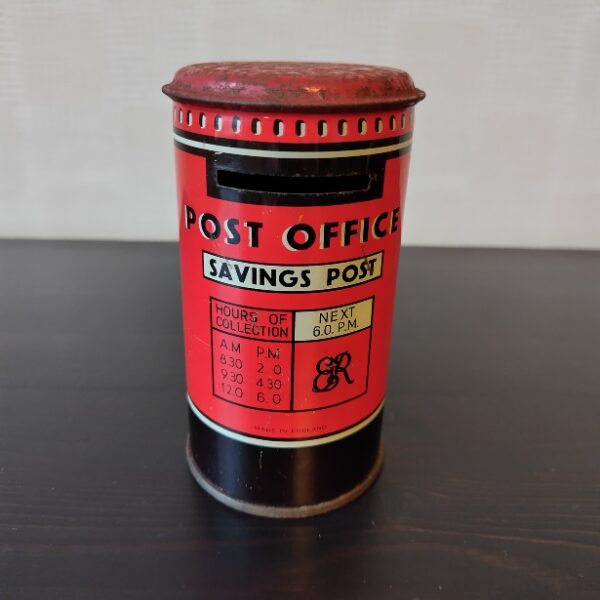 POST OFFICE
SAVINGS POST
HOURS OF
COLLECTION
NEXT
6.0. P.M.
A.M P.M
8.30 2.0
9.30 4.30
12.0 6.0
ER
MADE IN ENGLAND